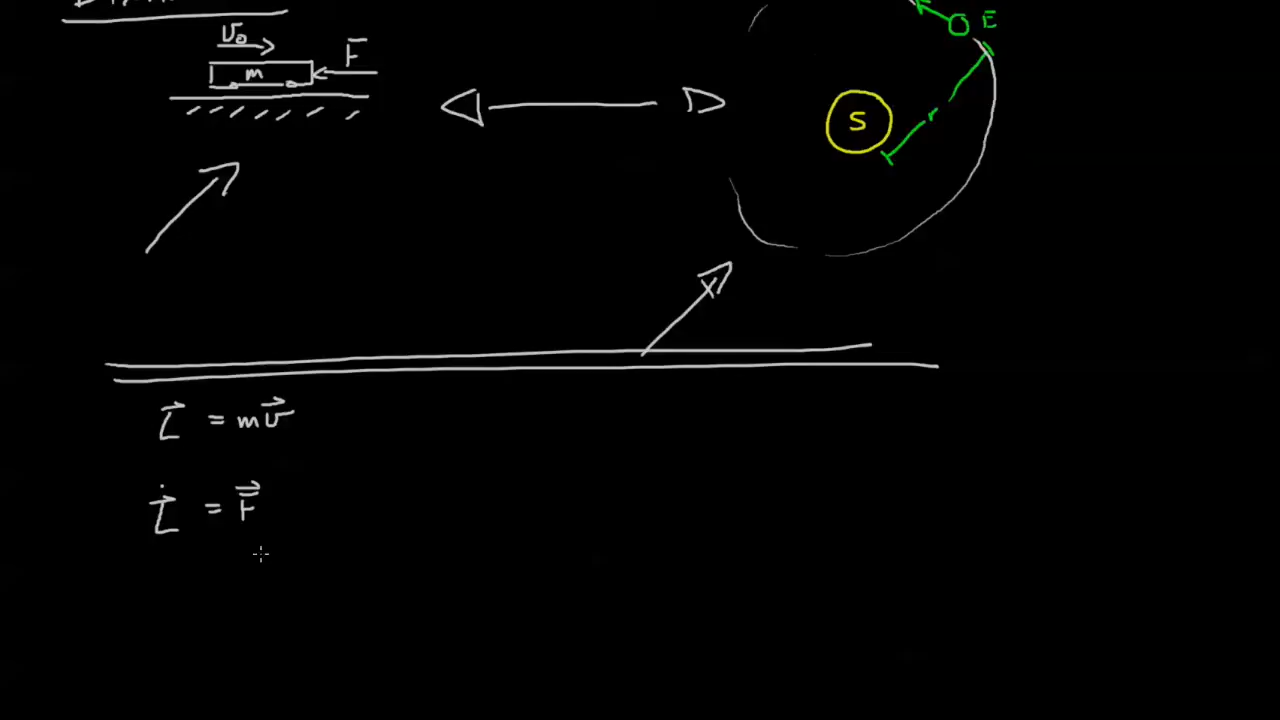 v₀
F
m
E
S
r
L⃗ = mv⃗
L̇⃗ = F⃗